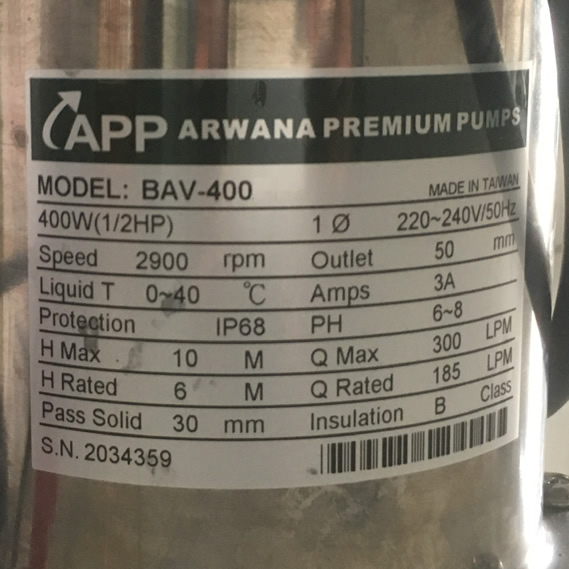 APP ARWANA PREMIUM PUMPS
MODEL: BAV-400 MADE IN TAIWAN
400W(1/2HP) 1 Ø 220~240V/50Hz
Speed 2900 rpm Outlet 50 mm
Liquid T 0~40 ℃ Amps 3A
Protection IP68 PH 6~8
H Max 10 M Q Max 300 LPM
H Rated 6 M Q Rated 185 LPM
Pass Solid 30 mm Insulation B Class
S.N. 2034359